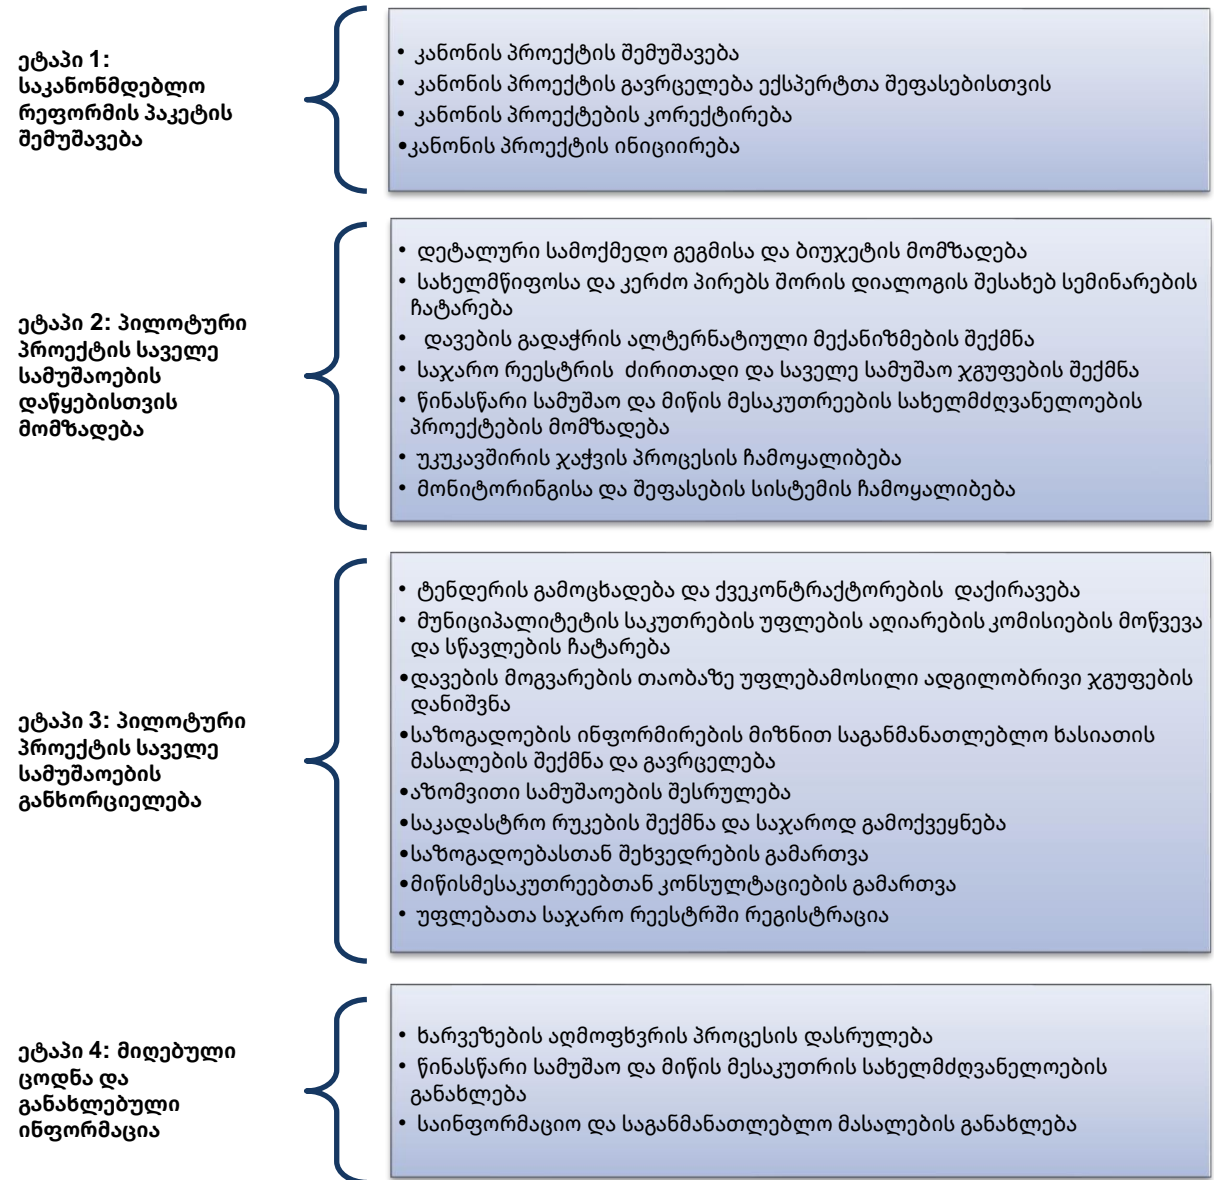 ეტაპი 1:
საკანონმდებლო
რეფორმის პაკეტის
შემუშავება
• კანონის პროექტის შემუშავება
• კანონის პროექტის გავრცელება ექსპერტთა შეფასებისთვის
• კანონის პროექტების კორექტირება
•კანონის პროექტის ინიციირება
ეტაპი 2: პილოტური
პროექტის საველე
სამუშაოების
დაწყებისთვის
მომზადება
• დეტალური სამოქმედო გეგმისა და ბიუჯეტის მომზადება
• სახელმწიფოსა და კერძო პირებს შორის დიალოგის შესახებ სემინარების
ჩატარება
• დავების გადაჭრის ალტერნატიული მექანიზმების შექმნა
• საჯარო რეესტრის ძირითადი და საველე სამუშაო ჯგუფების შექმნა
• წინასწარი სამუშაო და მიწის მესაკუთრეების სახელმძღვანელოების
პროექტების მომზადება
• უკუკავშირის ჯაჭვის პროცესის ჩამოყალიბება
• მონიტორინგისა და შეფასების სისტემის ჩამოყალიბება
ეტაპი 3: პილოტური
პროექტის საველე
სამუშაოების
განხორციელება
• ტენდერის გამოცხადება და ქვეკონტრაქტორების დაქირავება
• მუნიციპალიტეტის საკუთრების უფლების აღიარების კომისიების მოწვევა
და სწავლების ჩატარება
•დავების მოგვარების თაობაზე უფლებამოსილი ადგილობრივი ჯგუფების
დანიშვნა
•საზოგადოების ინფორმირების მიზნით საგანმანათლებლო ხასიათის
მასალების შექმნა და გავრცელება
•აზომვითი სამუშაოების შესრულება
•საკადასტრო რუკების შექმნა და საჯაროდ გამოქვეყნება
•საზოგადოებასთან შეხვედრების გამართვა
•მიწისმესაკუთრეებთან კონსულტაციების გამართვა
• უფლებათა საჯარო რეესტრში რეგისტრაცია
ეტაპი 4: მიღებული
ცოდნა და
განახლებული
ინფორმაცია
• ხარვეზების აღმოფხვრის პროცესის დასრულება
• წინასწარი სამუშაო და მიწის მესაკუთრის სახელმძღვანელოების
განახლება
• საინფორმაციო და საგანმანათლებლო მასალების განახლება